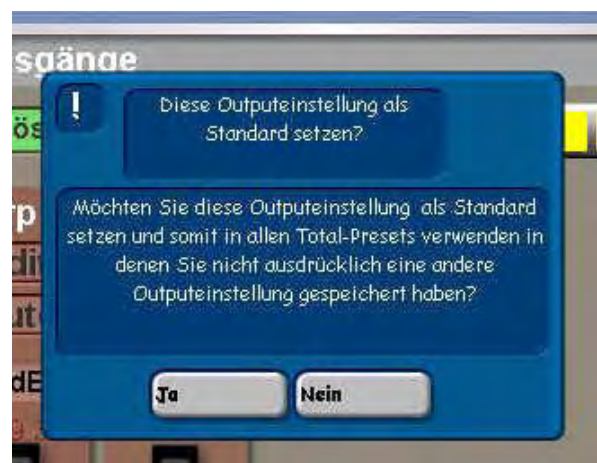 sgänge
!
Diese Outputeinstellung als
Standard setzen?
Möchten Sie diese Outputeinstellung als Standard
setzen und somit in allen Total-Presets verwenden in
denen Sie nicht ausdrücklich eine andere
Outputeinstellung gespeichert haben?
Ja
Nein